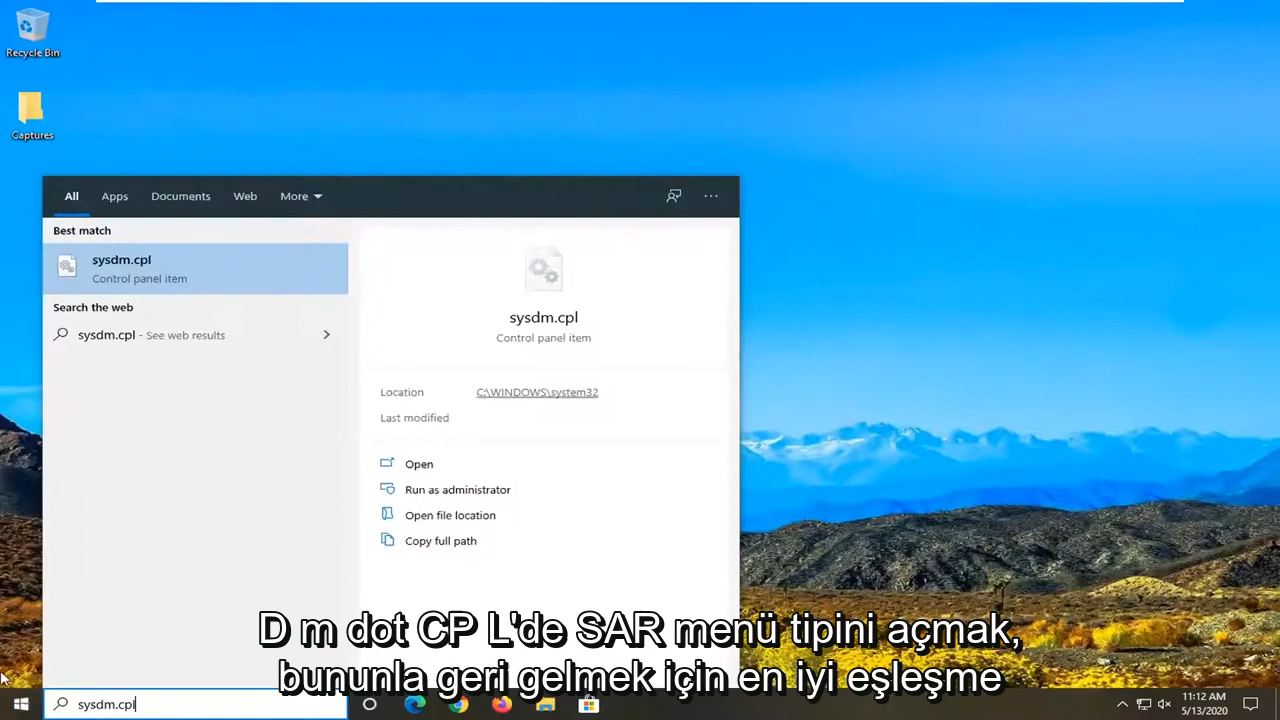 Recycle Bin
Captures
All Apps Documents Web More
Best match
sysdm.cpl
Control panel item
Search the web
sysdm.cpl - See web results
sysdm.cpl
Control panel item
Location C:\WINDOWS\system32
Last modified
Open
Run as administrator
Open file location
Copy full path
D m dot CP L'de SAR menü tipini açmak,
bununla geri gelmek için en iyi eşleşme
sysdm.cpl
11:12 AM
5/13/2020